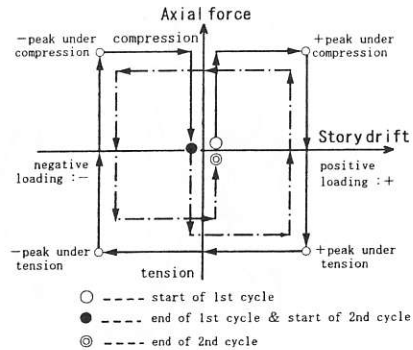 Axial force
－peak under
compression
compression
＋peak under
compression
Story drift
negative
loading :－
positive
loading :＋
－peak under
tension
＋peak under
tension
tension
○ ---- start of 1st cycle
● ---- end of 1st cycle & start of 2nd cycle
◎ ---- end of 2nd cycle